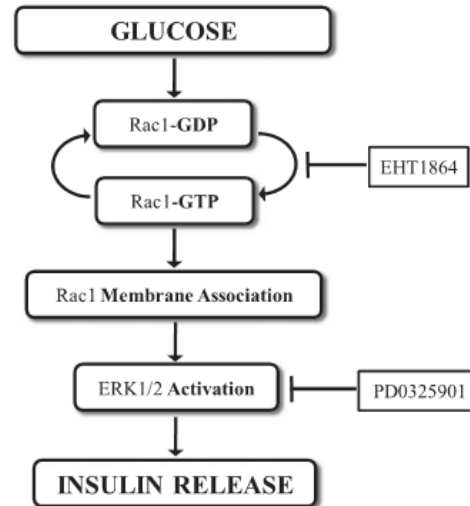 GLUCOSE
Rac1-GDP
EHT1864
Rac1-GTP
Rac1 Membrane Association
ERK1/2 Activation
PD0325901
INSULIN RELEASE